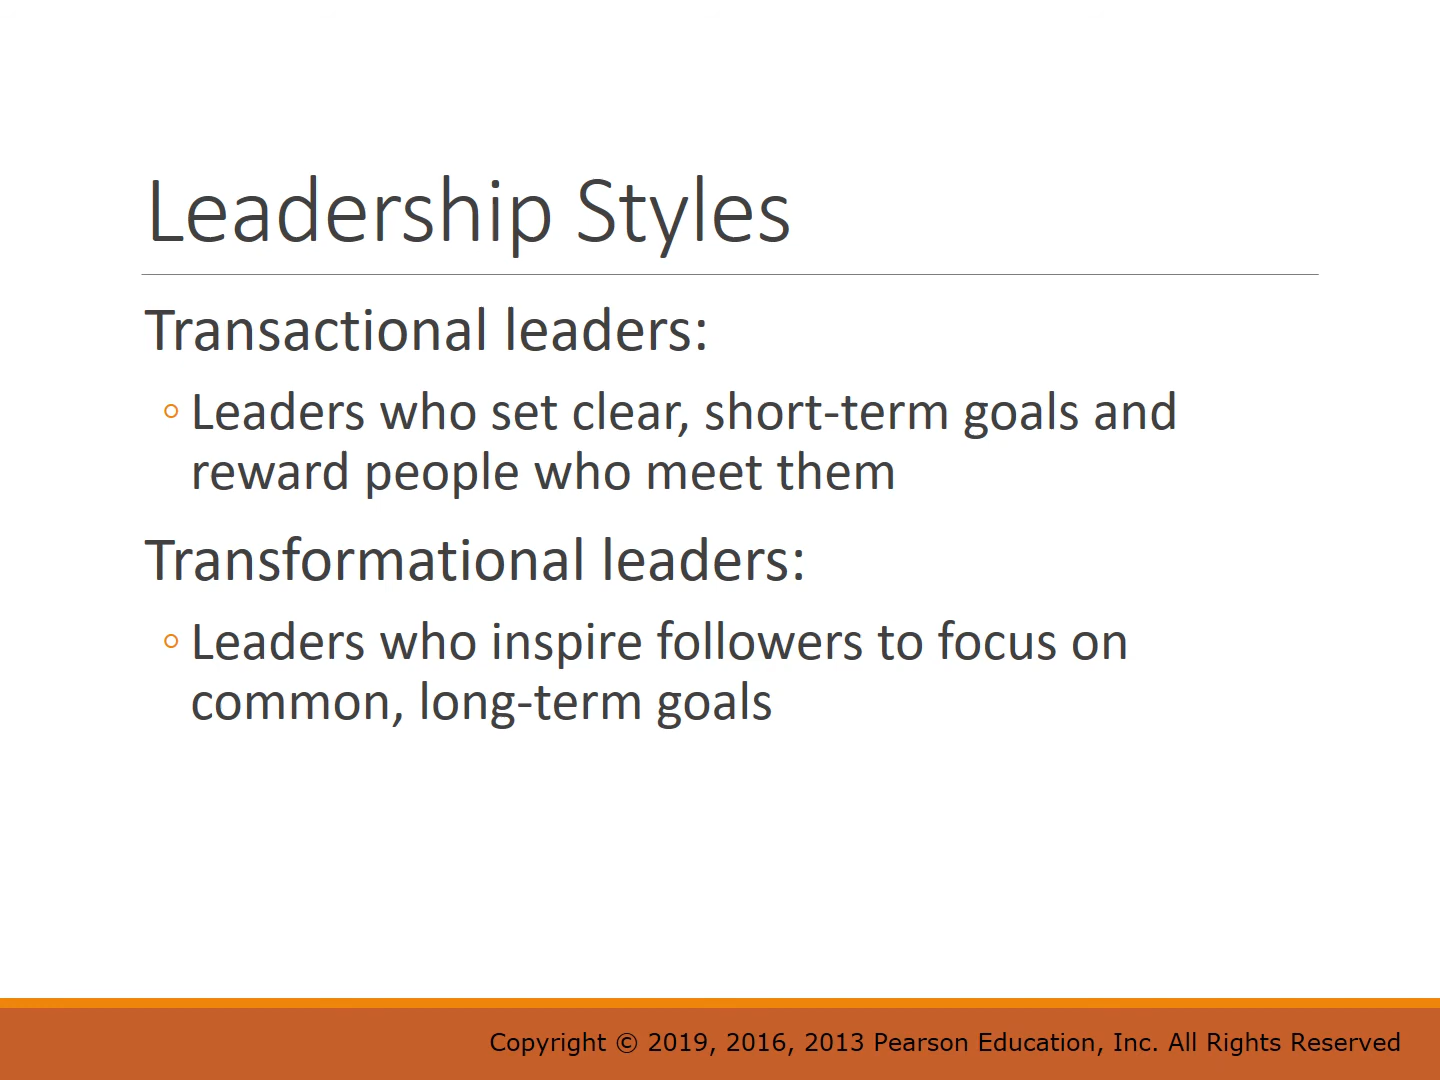 Leadership Styles
Transactional leaders:
◦ Leaders who set clear, short-term goals and
reward people who meet them
Transformational leaders:
◦ Leaders who inspire followers to focus on
common, long-term goals
Copyright © 2019, 2016, 2013 Pearson Education, Inc. All Rights Reserved